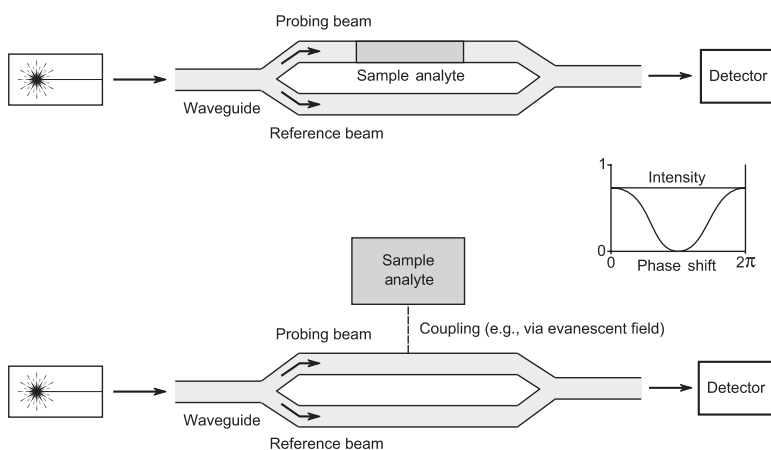 Probing beam
Sample analyte
Detector
Waveguide
Reference beam
1
Intensity
0
0
Phase shift
2π
Sample
analyte
Probing beam
Coupling (e.g., via evanescent field)
Detector
Waveguide
Reference beam